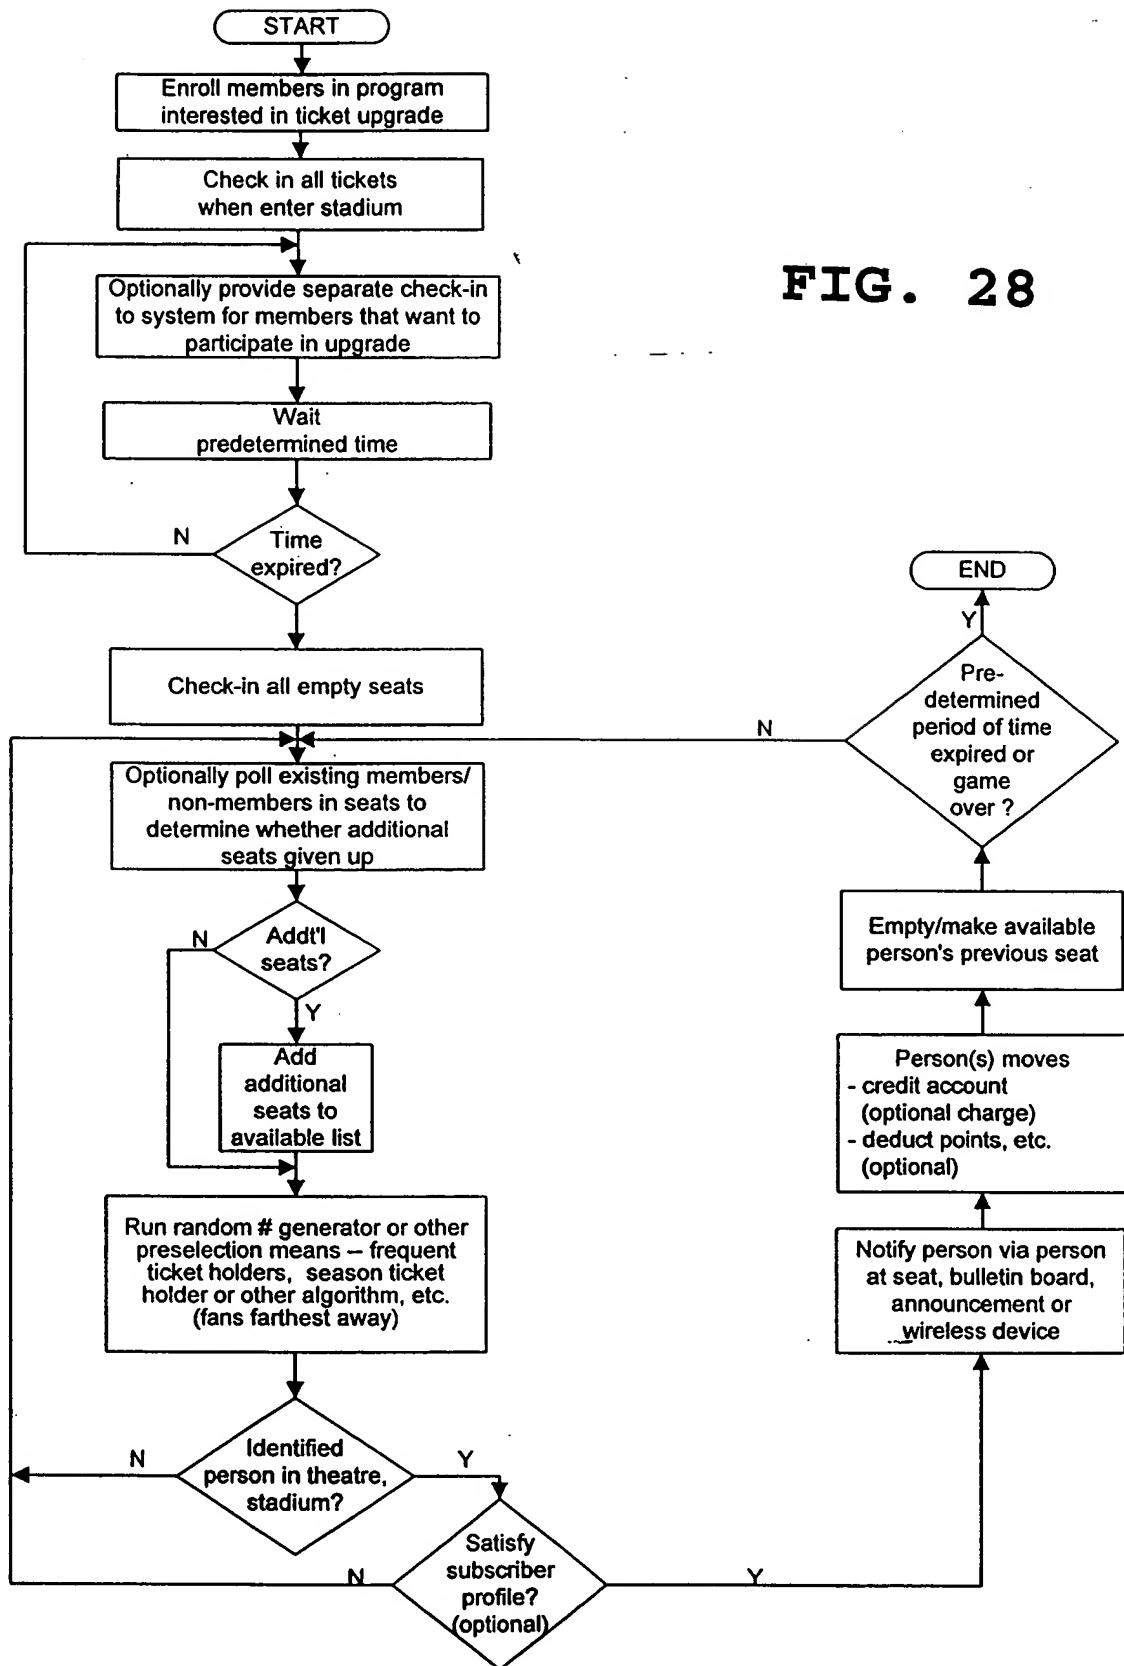 START
Enroll members in program
interested in ticket upgrade
Check in all tickets
when enter stadium
Optionally provide separate check-in
to system for members that want to
participate in upgrade
Wait
predetermined time
N
Time
expired?
Check-in all empty seats
Optionally poll existing members/
non-members in seats to
determine whether additional
seats given up
N
Addt'l
seats?
Y
Add
additional
seats to
available list
Run random # generator or other
preselection means – frequent
ticket holders, season ticket
holder or other algorithm, etc.
(fans farthest away)
N
Identified
person in theatre,
stadium?
Y
N
Satisfy
subscriber
profile?
(optional)
Y
Notify person via person
at seat, bulletin board,
announcement or
wireless device
Person(s) moves
- credit account
(optional charge)
- deduct points, etc.
(optional)
Empty/make available
person's previous seat
N
Pre-
determined
period of time
expired or
game
over ?
Y
END
FIG. 28